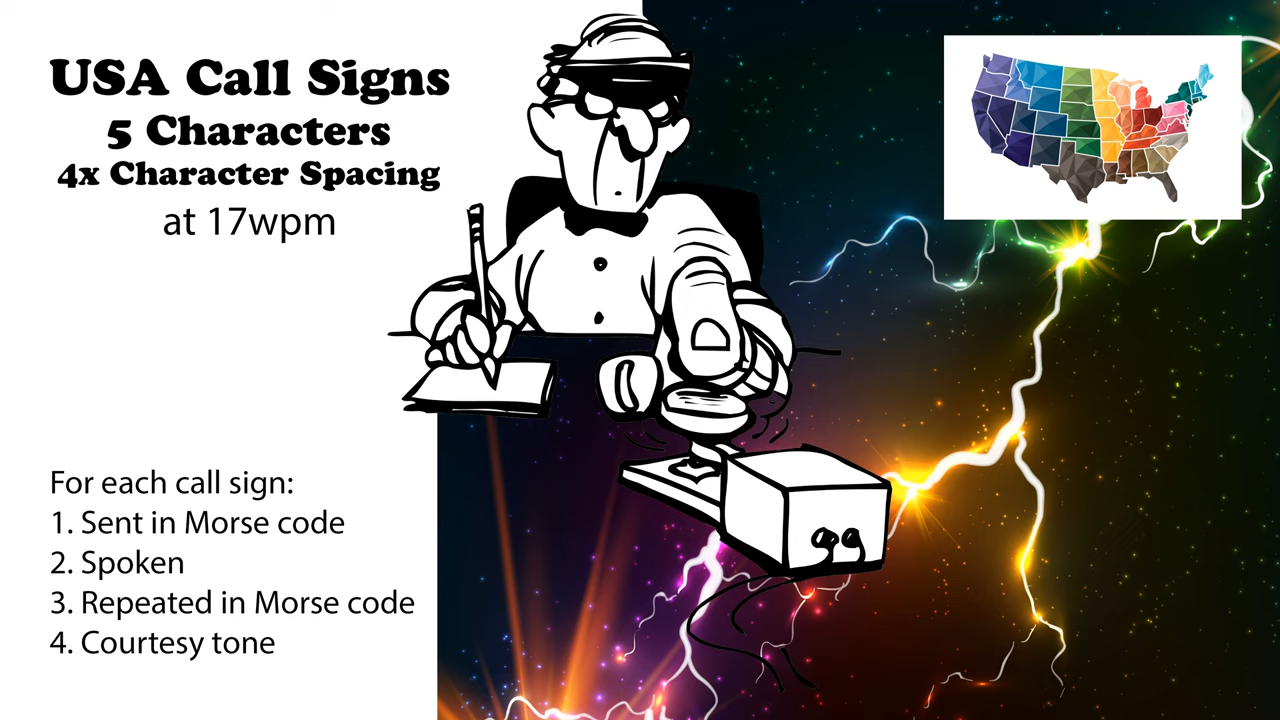 USA Call Signs
5 Characters
4x Character Spacing
at 17wpm
For each call sign:
1. Sent in Morse code
2. Spoken
3. Repeated in Morse code
4. Courtesy tone